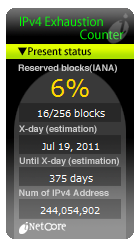 IPv4 Exhaustion
Counter
▼Present status
Reserved blocks(IANA)
6%
16/256 blocks
X-day (estimation)
Jul 19, 2011
Until X-day (estimation)
375 days
Num of IPv4 Address
244,054,902
iNetCore